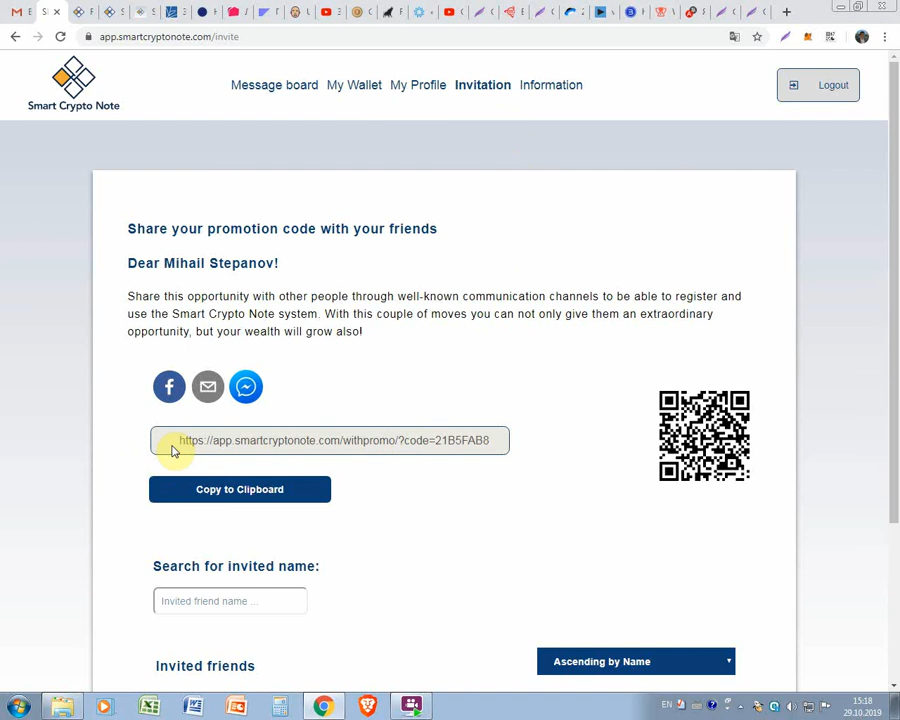 app.smartcryptonote.com/invite
Smart Crypto Note
Message board My Wallet My Profile Invitation Information
Logout
Share your promotion code with your friends
Dear Mihail Stepanov!
Share this opportunity with other people through well-known communication channels to be able to register and
use the Smart Crypto Note system. With this couple of moves you can not only give them an extraordinary
opportunity, but your wealth will grow also!
https://app.smartcryptonote.com/withpromo/?code=21B5FAB8
Copy to Clipboard
Search for invited name:
Invited friend name ...
Invited friends
Ascending by Name
EN
15:18
29.10.2019